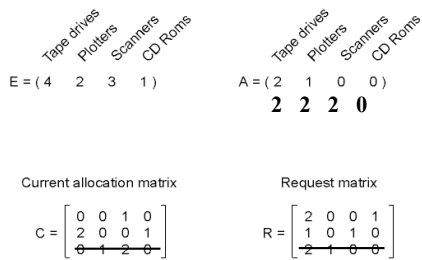 Tape drives Plotters Scanners CD Roms
Tape drives Plotters Scanners CD Roms
E = ( 4 2 3 1 )
A = ( 2 1 0 0 )
2 2 2 0
Current allocation matrix
Request matrix
0 0 1 0
C = 2 0 0 1
0 1 2 0
2 0 0 1
R = 1 0 1 0
2 1 0 0